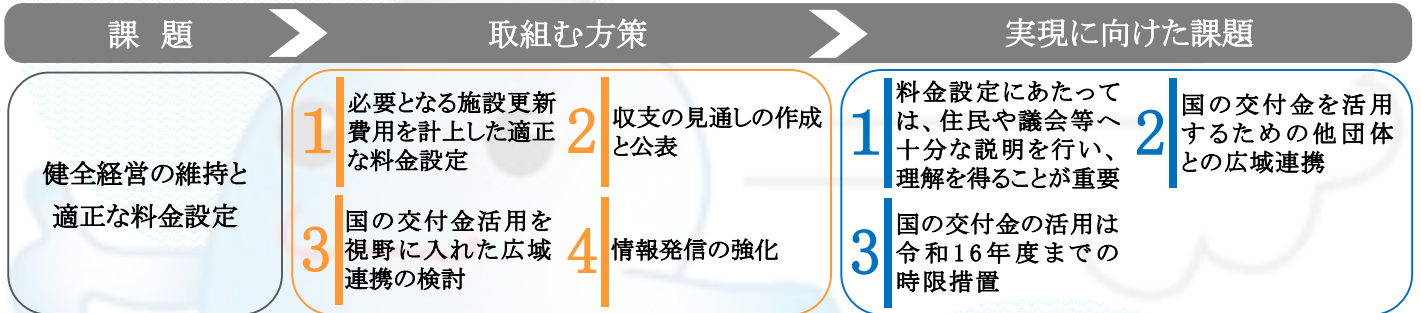 課 題
取組む方策
実現に向けた課題
健全経営の維持と
適正な料金設定
1
必要となる施設更新
費用を計上した適正
な料金設定
2
収支の見通しの作成
と公表
3
国の交付金活用を
視野に入れた広域
連携の検討
4
情報発信の強化
1
料金設定にあたって
は、住民や議会等へ
十分な説明を行い、
理解を得ることが重要
2
国の交付金を活用
するための他団体
との広域連携
3
国の交付金の活用は
令和16年度までの
時限措置